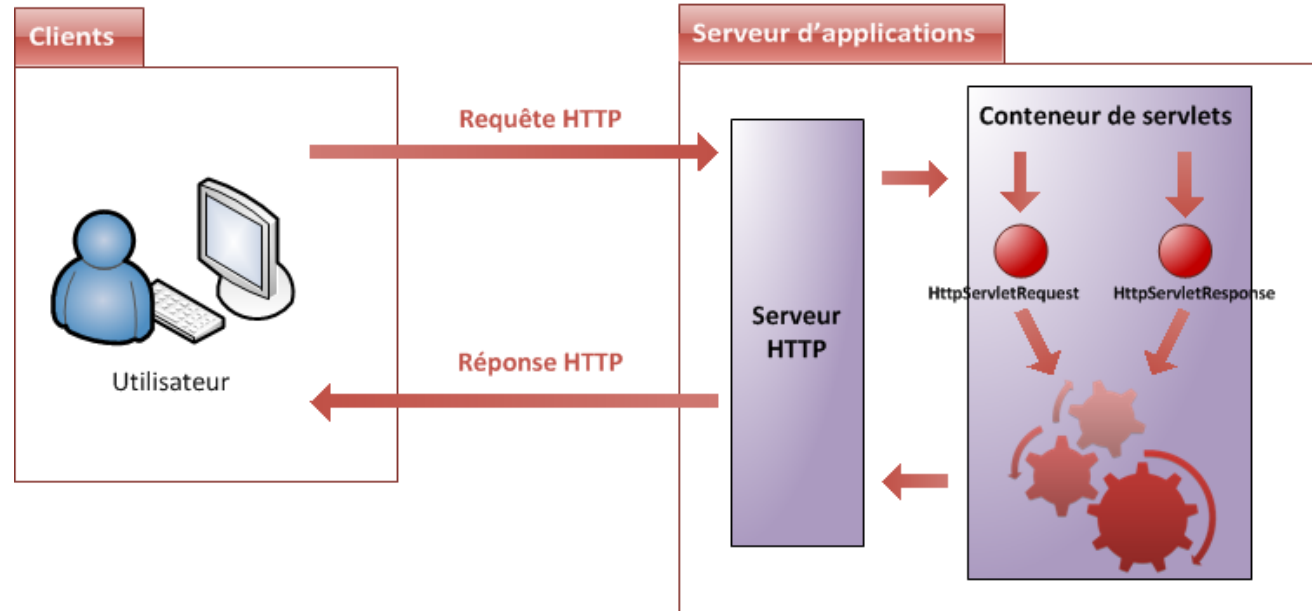 Clients
Serveur d'applications
Requête HTTP
Conteneur de servlets
HttpServletRequest
HttpServletResponse
Serveur
HTTP
Réponse HTTP
Utilisateur